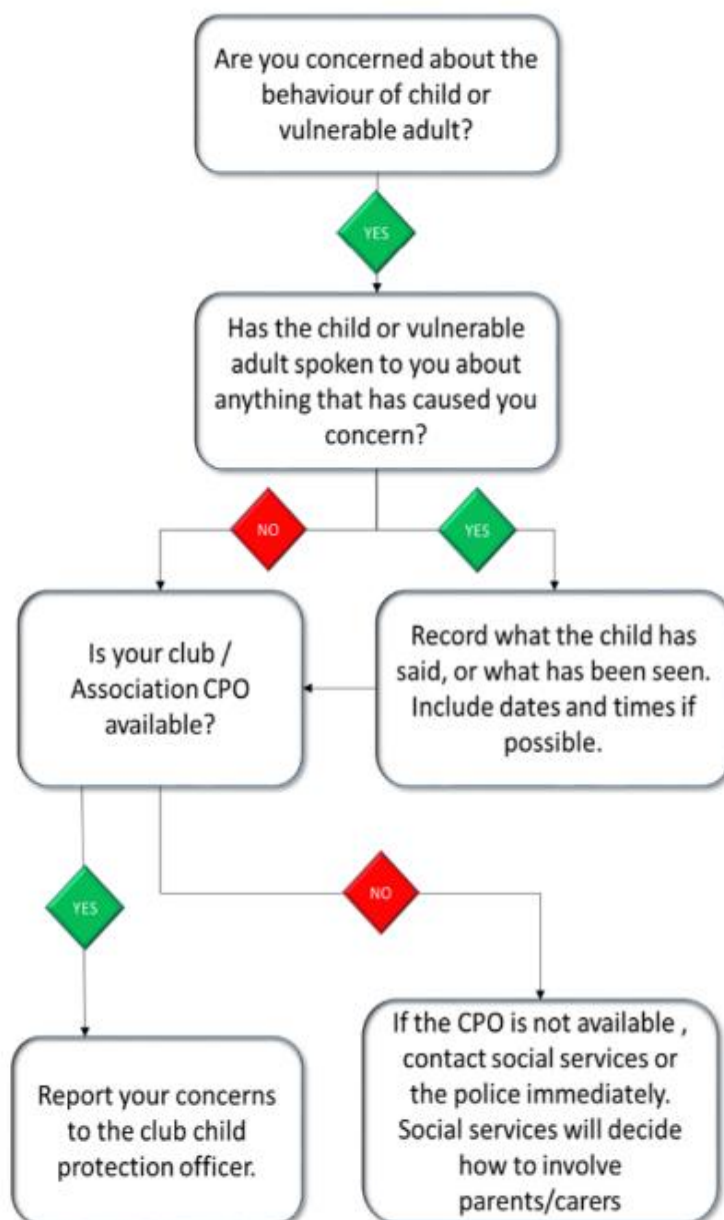 Are you concerned about the
behaviour of child or
vulnerable adult?
YES
Has the child or vulnerable
adult spoken to you about
anything that has caused you
concern?
NO
YES
Is your club /
Association CPO
available?
Record what the child has
said, or what has been seen.
Include dates and times if
possible.
YES
NO
Report your concerns
to the club child
protection officer.
If the CPO is not available ,
contact social services or
the police immediately.
Social services will decide
how to involve
parents/carers